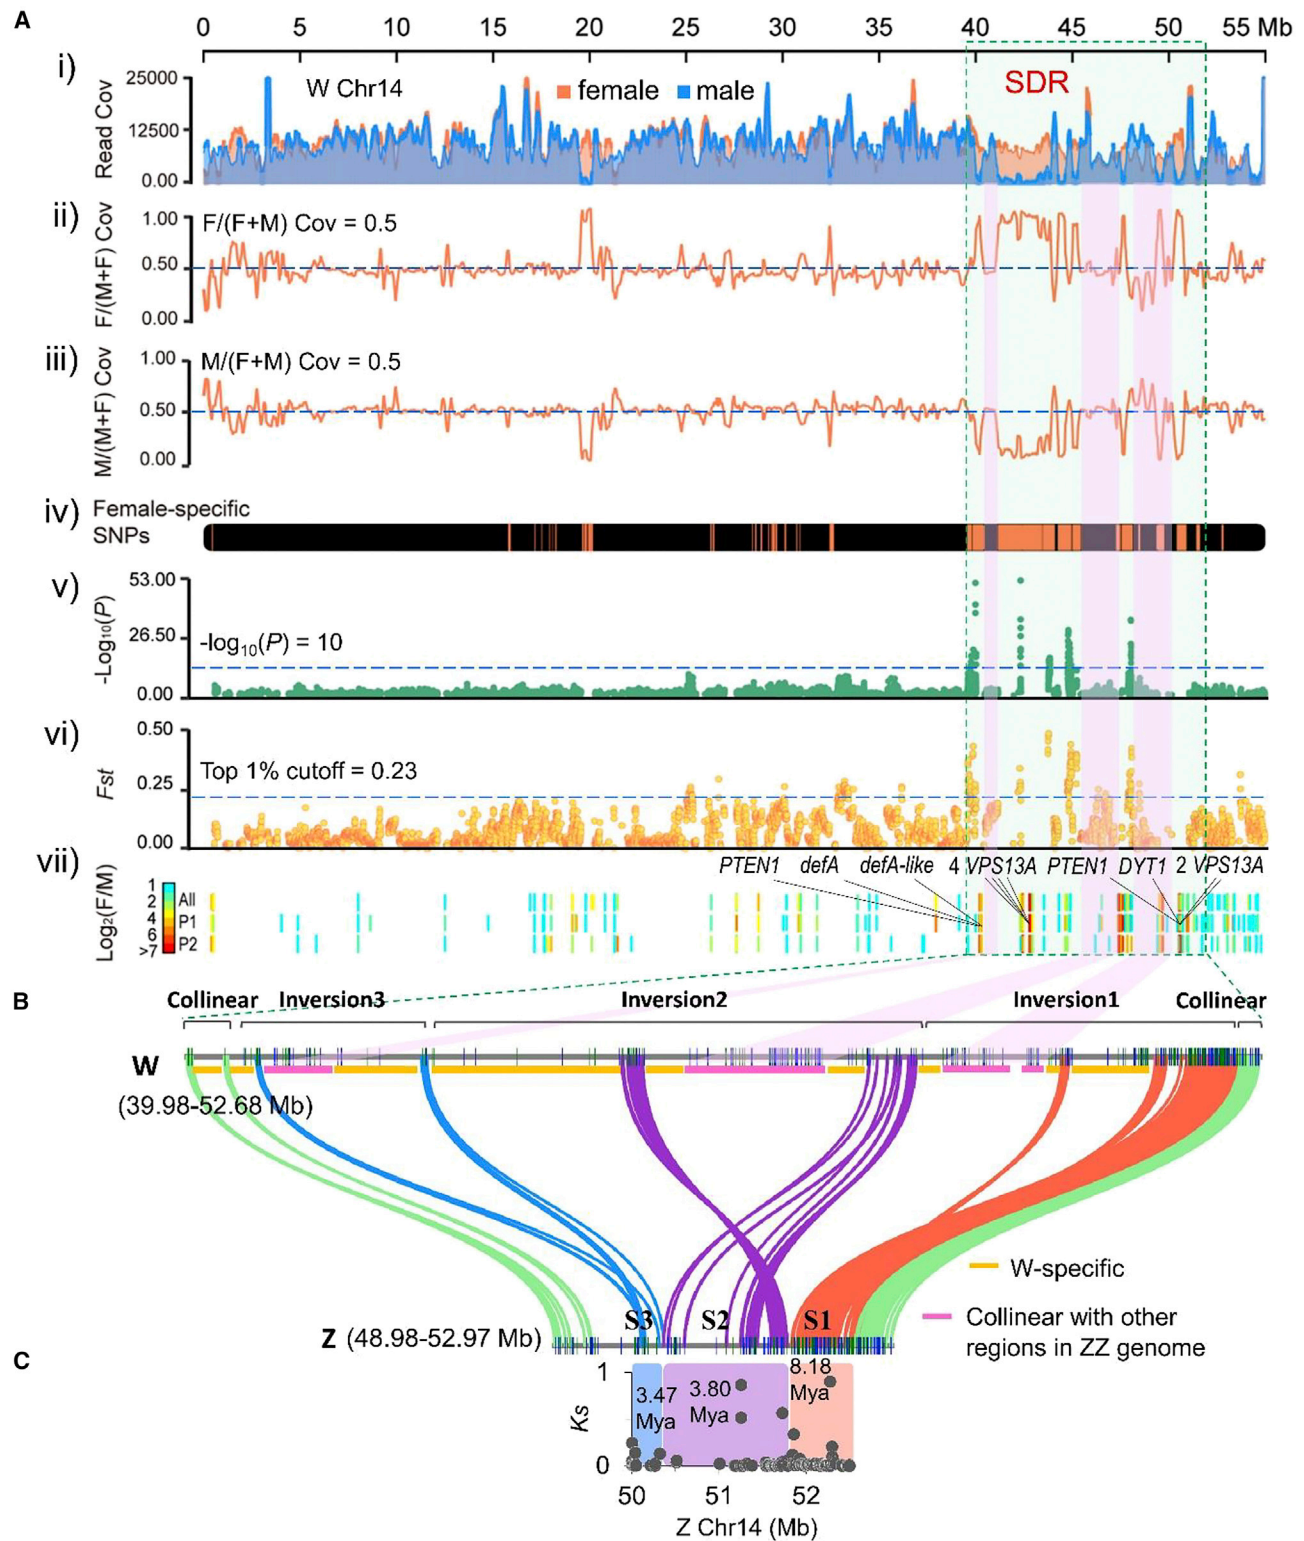 A
0 5 10 15 20 25 30 35 40 45 50 55 Mb
i)
Read Cov
25000
12500
0.00
W Chr14
female male
SDR
ii)
F/(M+F) Cov
1.00
0.50
0.00
F/(F+M) Cov = 0.5
iii)
M/(M+F) Cov
1.00
0.50
0.00
M/(F+M) Cov = 0.5
iv)
Female-specific
SNPs
v)
-Log10(P)
53.00
26.50
0.00
-log10(P) = 10
vi)
Fst
0.50
0.25
0.00
Top 1% cutoff = 0.23
vii)
Log2(F/M)
1
2
4
6
>7
All
P1
P2
PTEN1 defA defA-like 4 VPS13A PTEN1 DYT1 2 VPS13A
B
Collinear Inversion3 Inversion2 Inversion1 Collinear
W
(39.98-52.68 Mb)
W-specific
Collinear with other
regions in ZZ genome
S3 S2 S1
Z (48.98-52.97 Mb)
C
Ks
1
0
3.47
Mya
3.80
Mya
8.18
Mya
50 51 52
Z Chr14 (Mb)